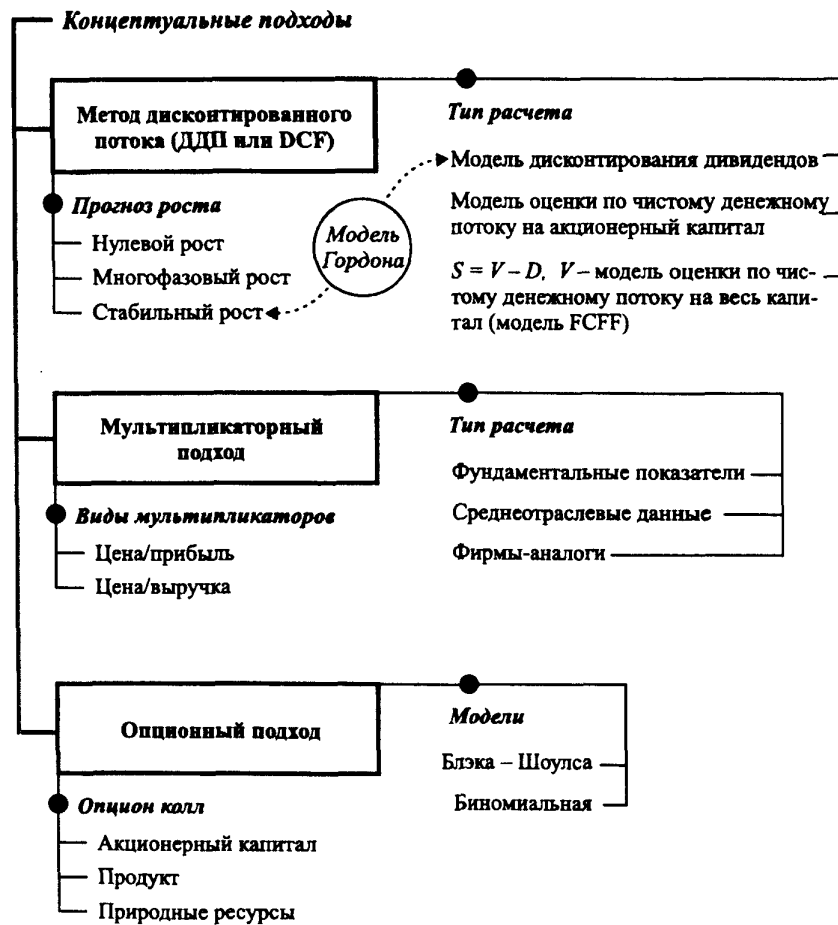 Концептуальные подходы
Метод дисконтированного
потока (ДДП или DCF)
Прогноз роста
Нулевой рост
Многофазовый рост
Стабильный рост
Модель
Гордона
Тип расчета
Модель дисконтирования дивидендов
Модель оценки по чистому денежному
потоку на акционерный капитал
S = V – D, V – модель оценки по чис-
тому денежному потоку на весь капи-
тал (модель FCFF)
Мультипликаторный
подход
Виды мультипликаторов
Цена/прибыль
Цена/выручка
Тип расчета
Фундаментальные показатели
Среднеотраслевые данные
Фирмы-аналоги
Опционный подход
Опцион колл
Акционерный капитал
Продукт
Природные ресурсы
Модели
Блэка – Шоулса
Биномиальная